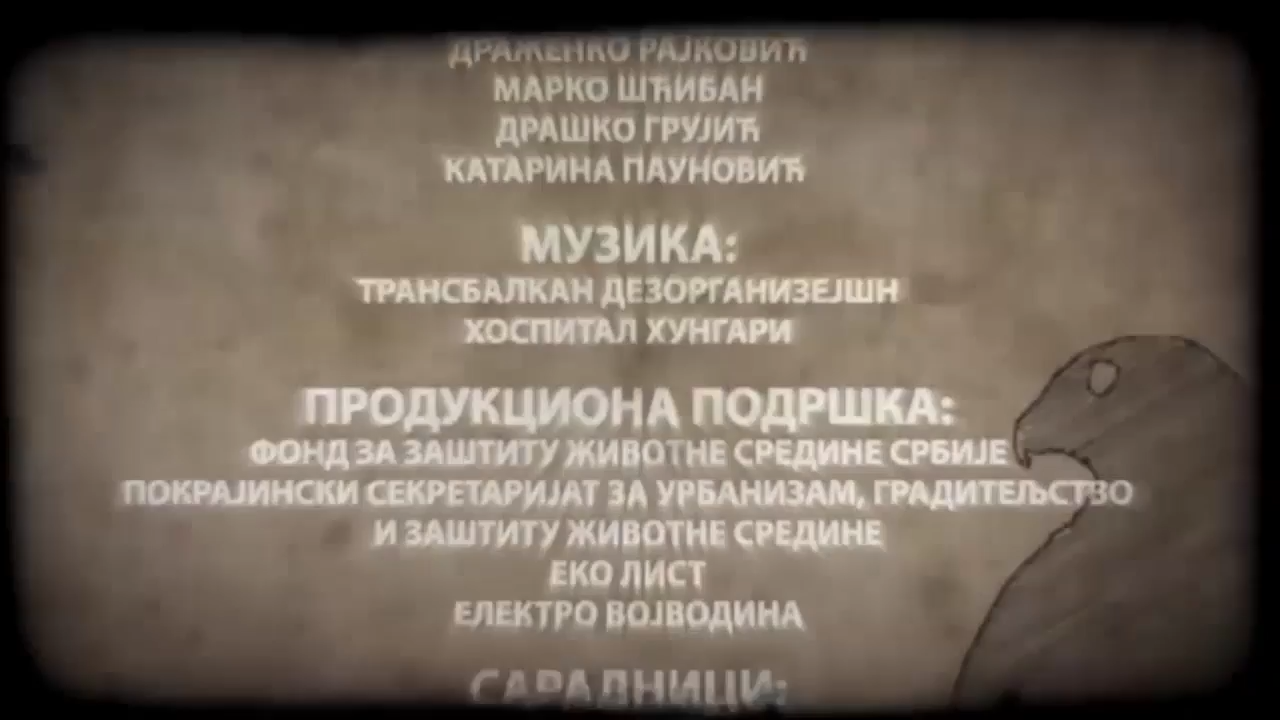 ДРАЖЕНКО РАЈКОВИЋ
МАРКО ШЋИБАН
ДРАШКО ГРУЈИЋ
КАТАРИНА ПАУНОВИЋ
МУЗИКА:
ТРАНСБАЛКАН ДЕЗОРГАНИЗЕЈШН
ХОСПИТАЛ ХУНГАРИ
ПРОДУКЦИОНА ПОДРШКА:
ФОНД ЗА ЗАШТИТУ ЖИВОТНЕ СРЕДИНЕ СРБИЈЕ
ПОКРАЈИНСКИ СЕКРЕТАРИЈАТ ЗА УРБАНИЗАМ, ГРАДИТЕЉСТВО
И ЗАШТИТУ ЖИВОТНЕ СРЕДИНЕ
ЕКО ЛИСТ
ЕЛЕКТРО ВОЈВОДИНА
САРАДНИЦИ: